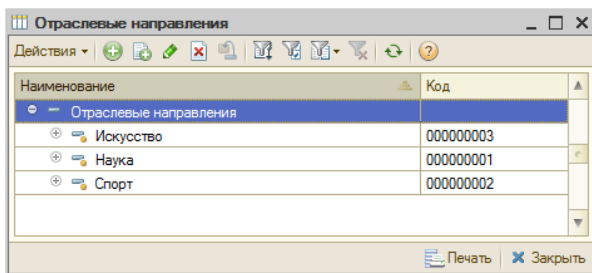 Отраслевые направления
Действия
Наименование Код
Отраслевые направления
Искусство 000000003
Наука 000000001
Спорт 000000002
Печать Закрыть